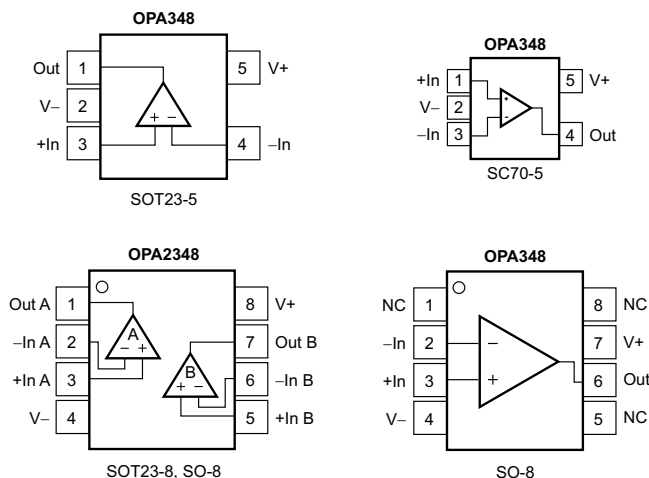 OPA348
Out 1 5 V+
V– 2
+In 3 + – 4 –In
SOT23-5
OPA348
+In 1 + 5 V+
V– 2
–In 3 - 4 Out
SC70-5
OPA2348
Out A 1 A 8 V+
–In A 2 – + 7 Out B
+In A 3 B 6 –In B
V– 4 + – 5 +In B
SOT23-8, SO-8
OPA348
NC 1 8 NC
–In 2 – 7 V+
+In 3 + 6 Out
V– 4 5 NC
SO-8